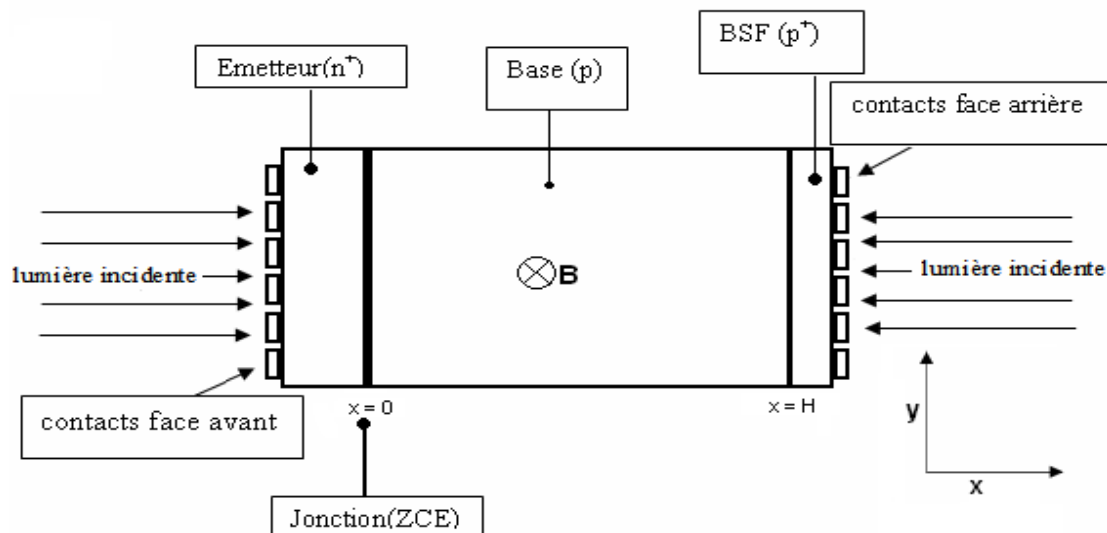 BSF (p⁺)
Emetteur(n⁺)
Base (p)
contacts face arrière
B
lumière incidente
lumière incidente
x = 0
x = H
contacts face avant
y
x
Jonction(ZCE)